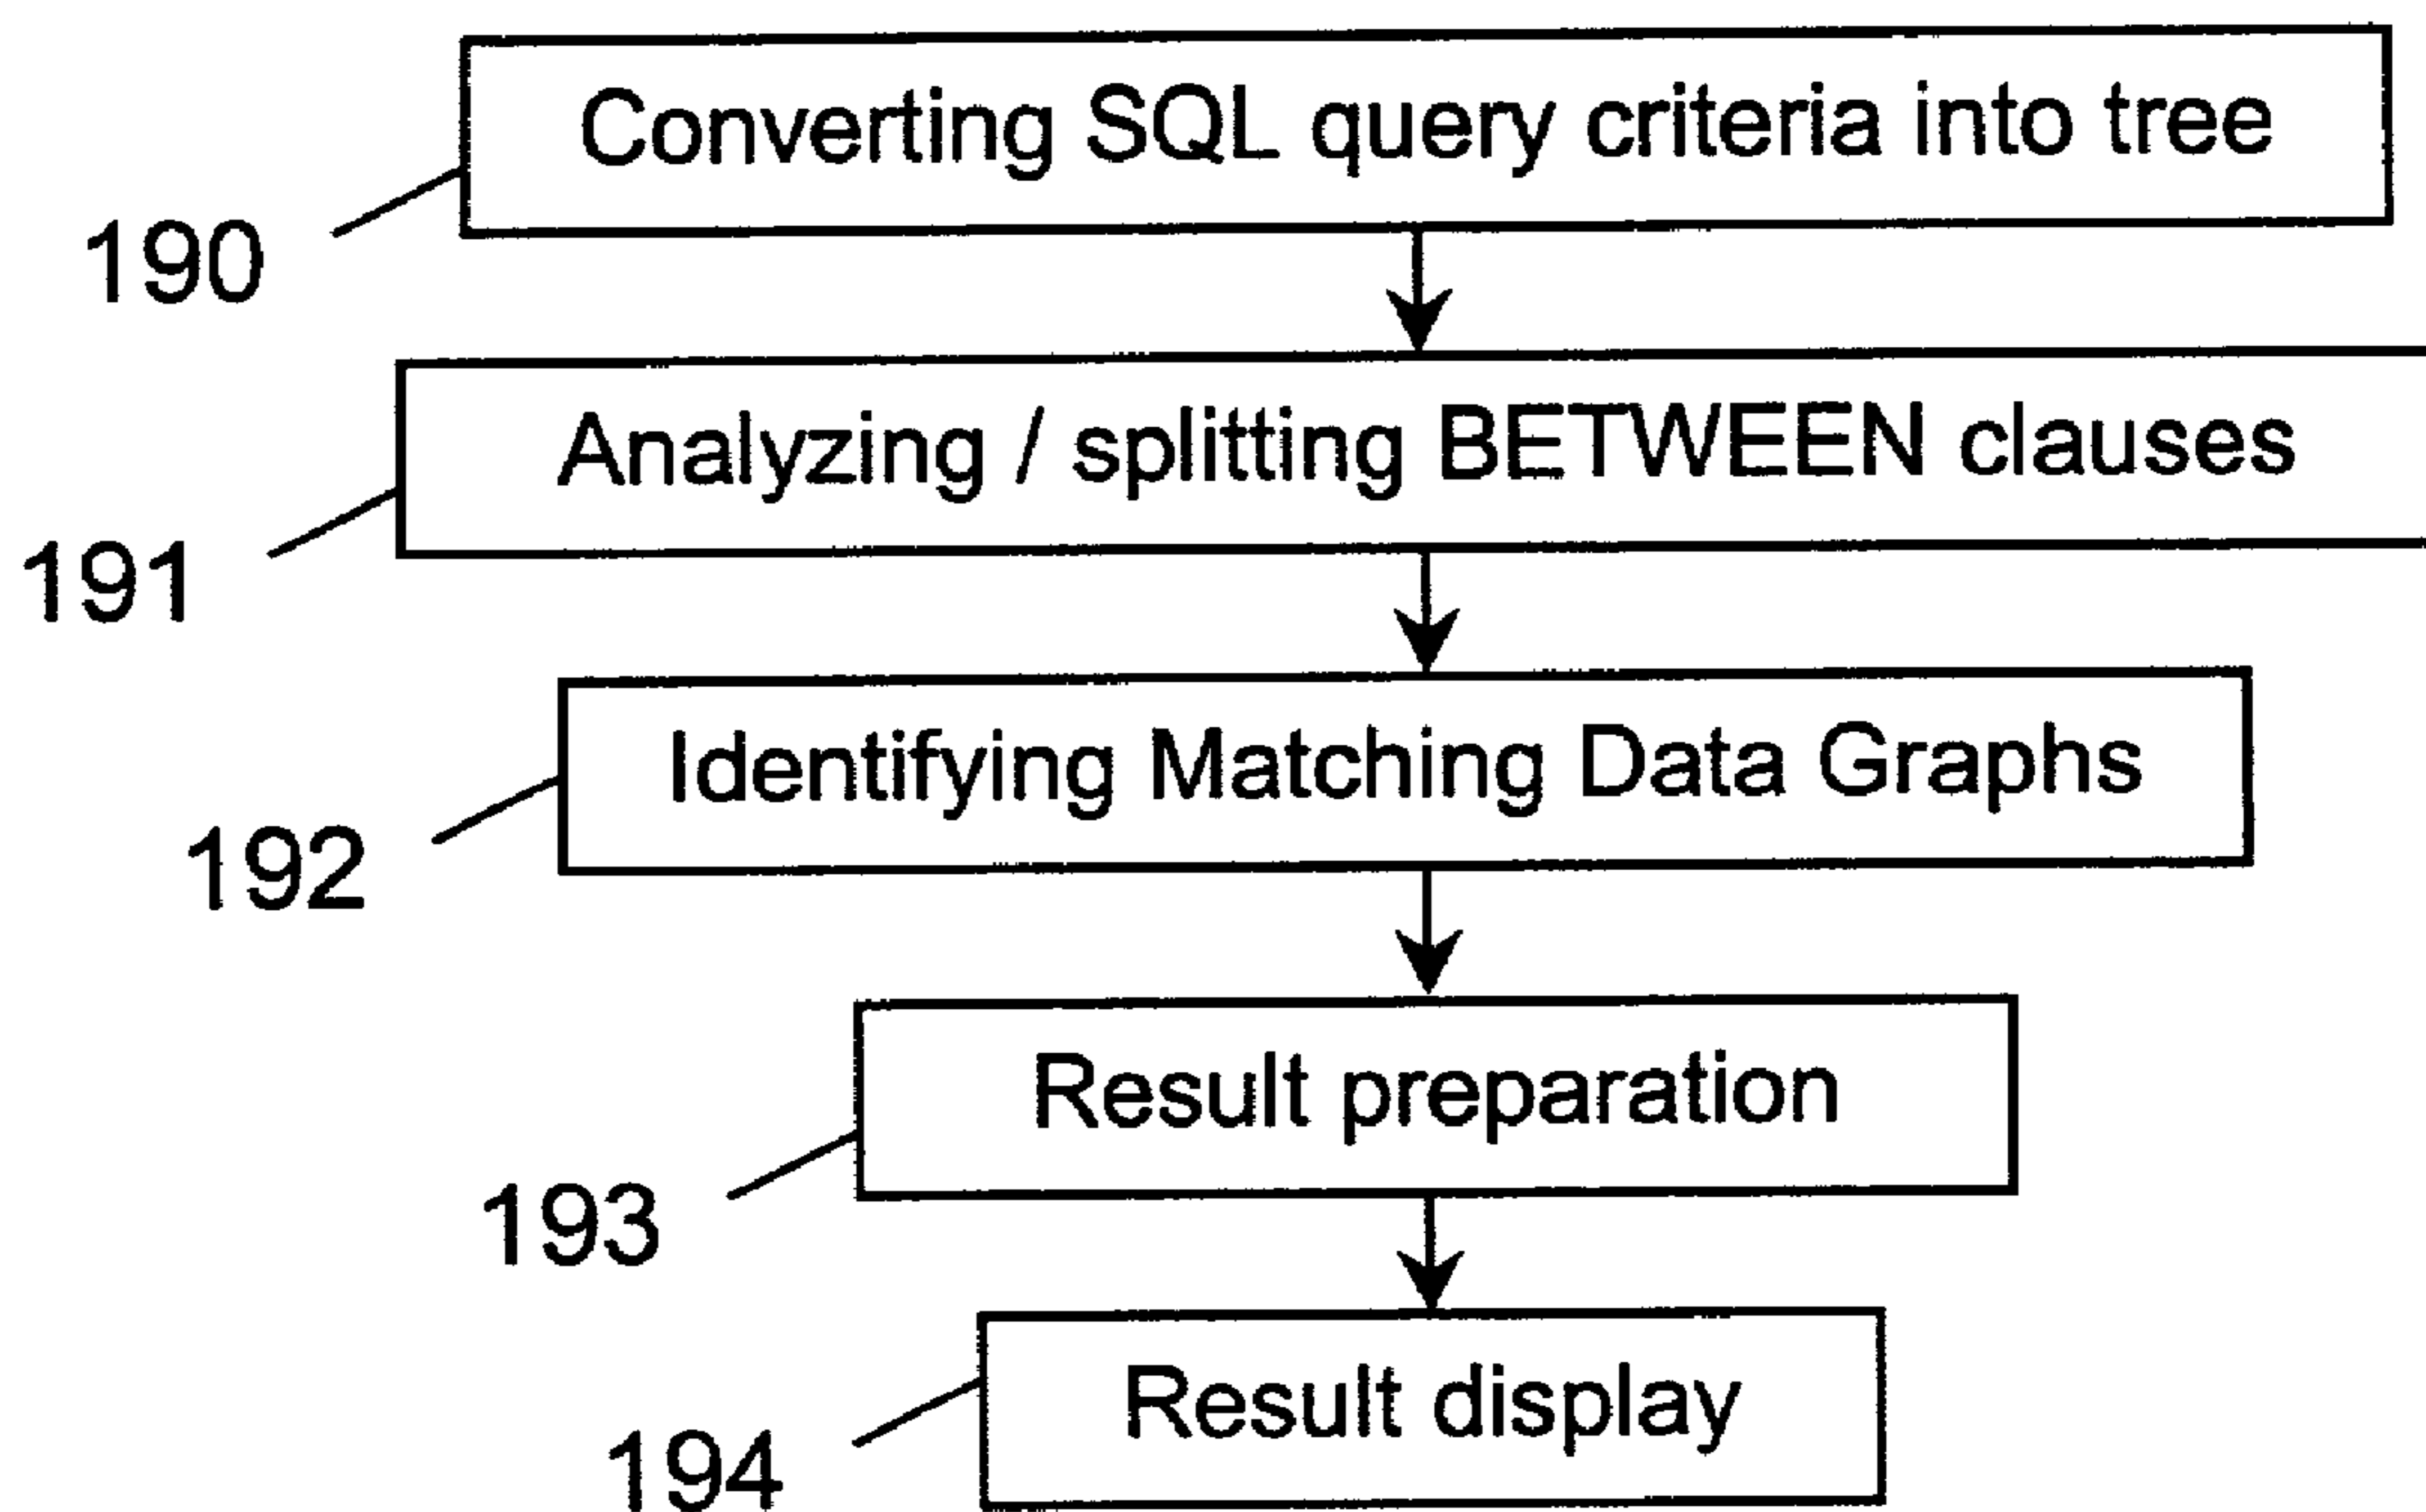 Converting SQL query criteria into tree
190
Analyzing / splitting BETWEEN clauses
191
Identifying Matching Data Graphs
192
Result preparation
193
Result display
194